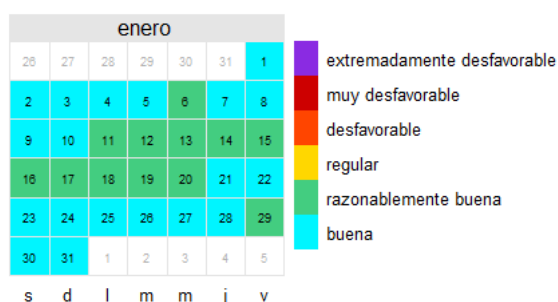 enero
26 27 28 29 30 31 1
2 3 4 5 6 7 8
9 10 11 12 13 14 15
16 17 18 19 20 21 22
23 24 25 26 27 28 29
30 31 1 2 3 4 5
s d l m m j v
extremadamente desfavorable
muy desfavorable
desfavorable
regular
razonablemente buena
buena